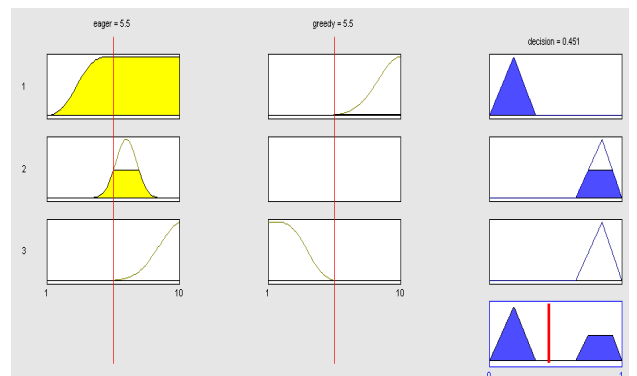 eager = 5.5 greedy = 5.5
decision = 0.451
1
2
3
1 10 1 10
0 1